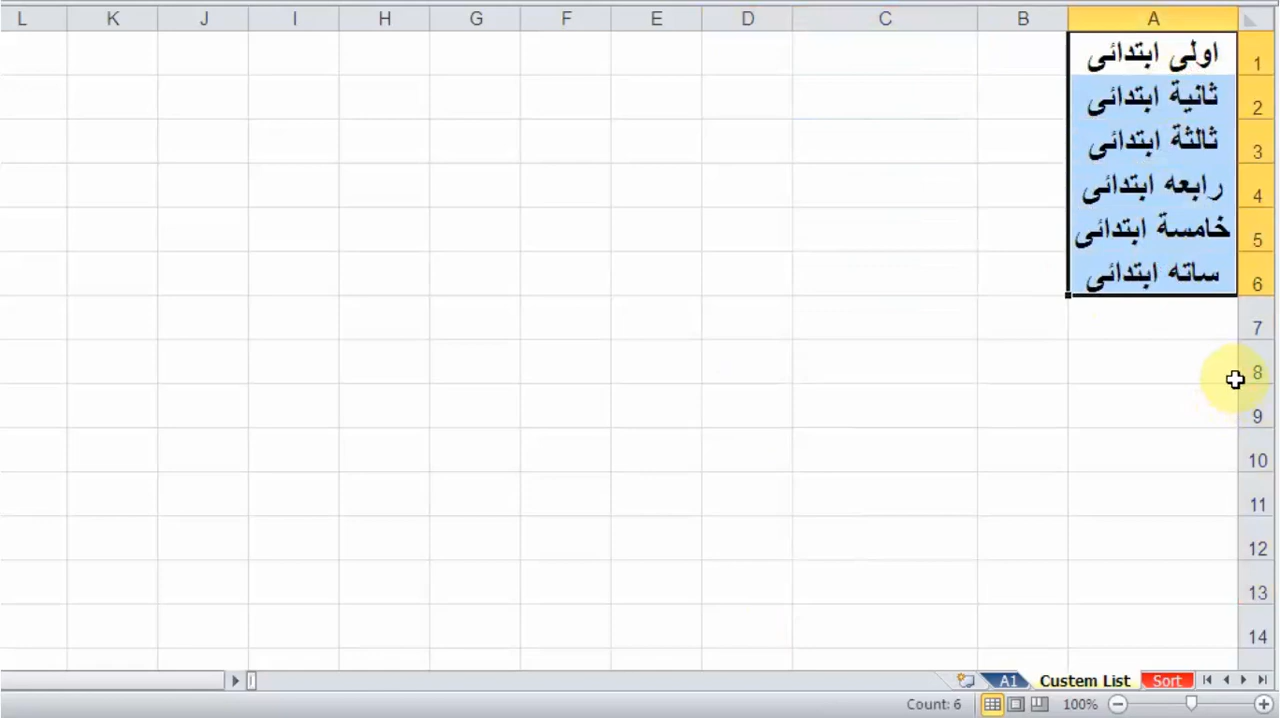 L K J I H G F E D C B A
اولى ابتدائى 1
ثانية ابتدائى 2
ثالثة ابتدائى 3
رابعه ابتدائى 4
خامسة ابتدائى 5
ساته ابتدائى 6
7
8
9
10
11
12
13
14
A1 Custem List Sort
Count: 6 100%